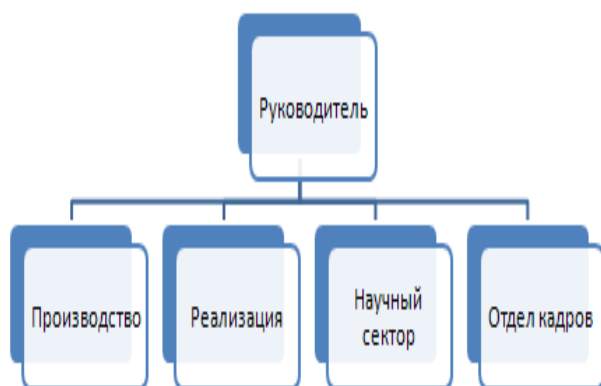 Руководитель
Производство
Реализация
Научный
сектор
Отдел кадров